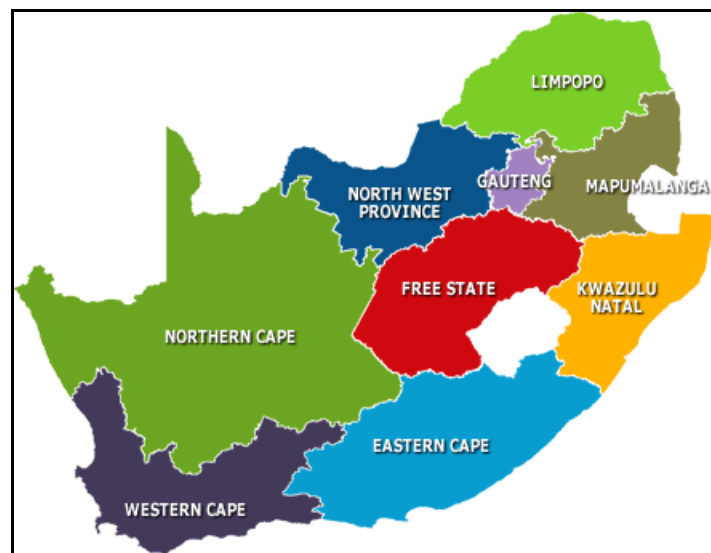 LIMPOPO
GAUTENG
MAPUMALANGA
NORTH WEST
PROVINCE
FREE STATE
KWAZULU
NATAL
NORTHERN CAPE
EASTERN CAPE
WESTERN CAPE